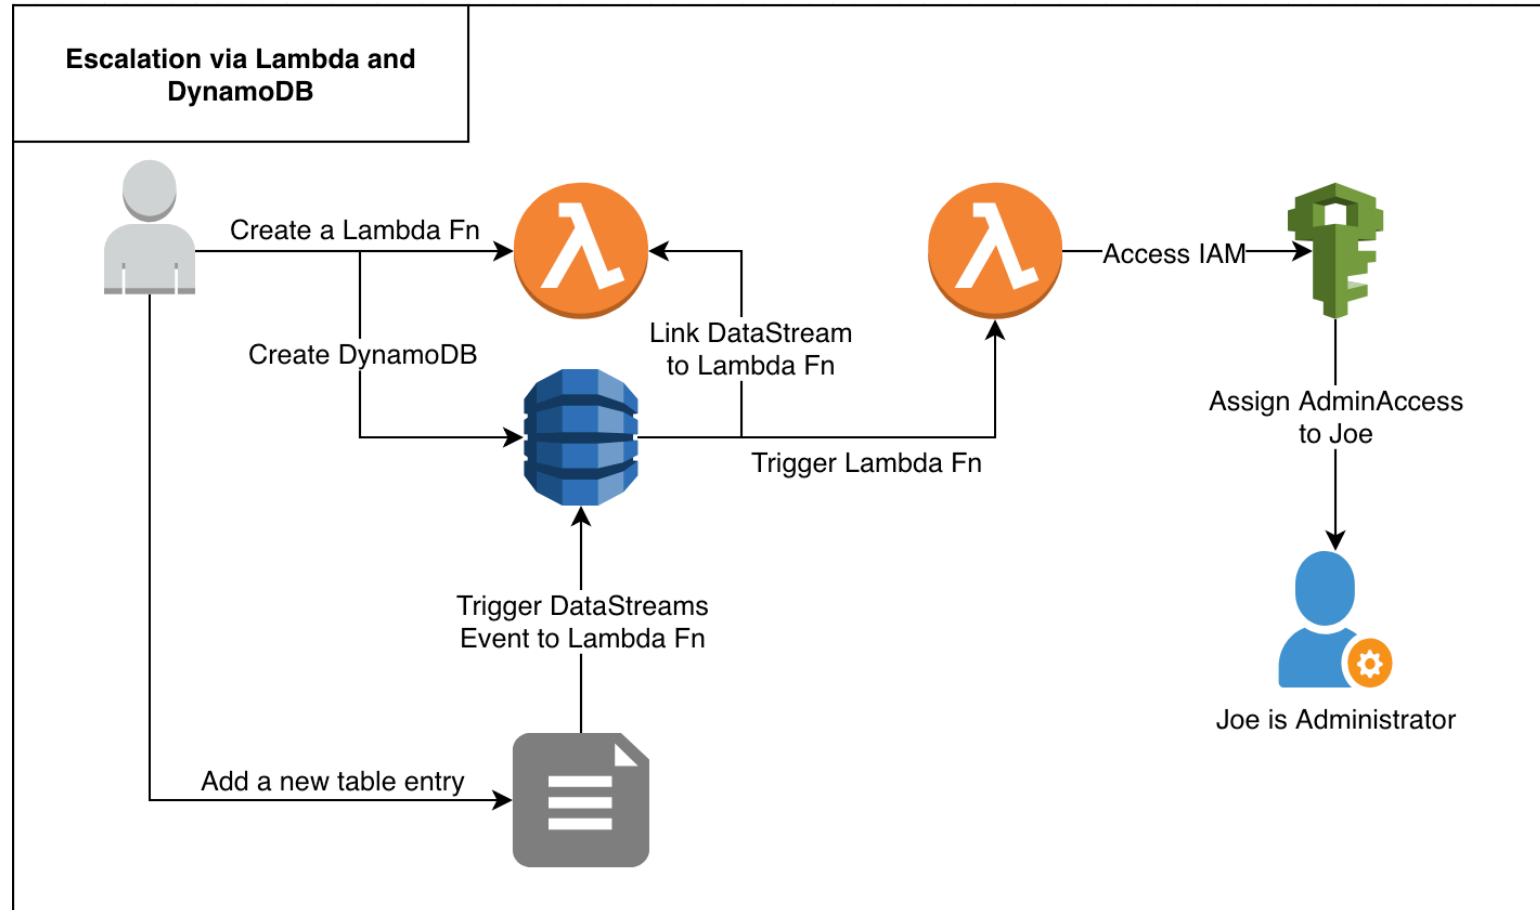 Escalation via Lambda and
DynamoDB
Create a Lambda Fn
Access IAM
Link DataStream
to Lambda Fn
Create DynamoDB
Assign AdminAccess
to Joe
Trigger Lambda Fn
Trigger DataStreams
Event to Lambda Fn
Joe is Administrator
Add a new table entry